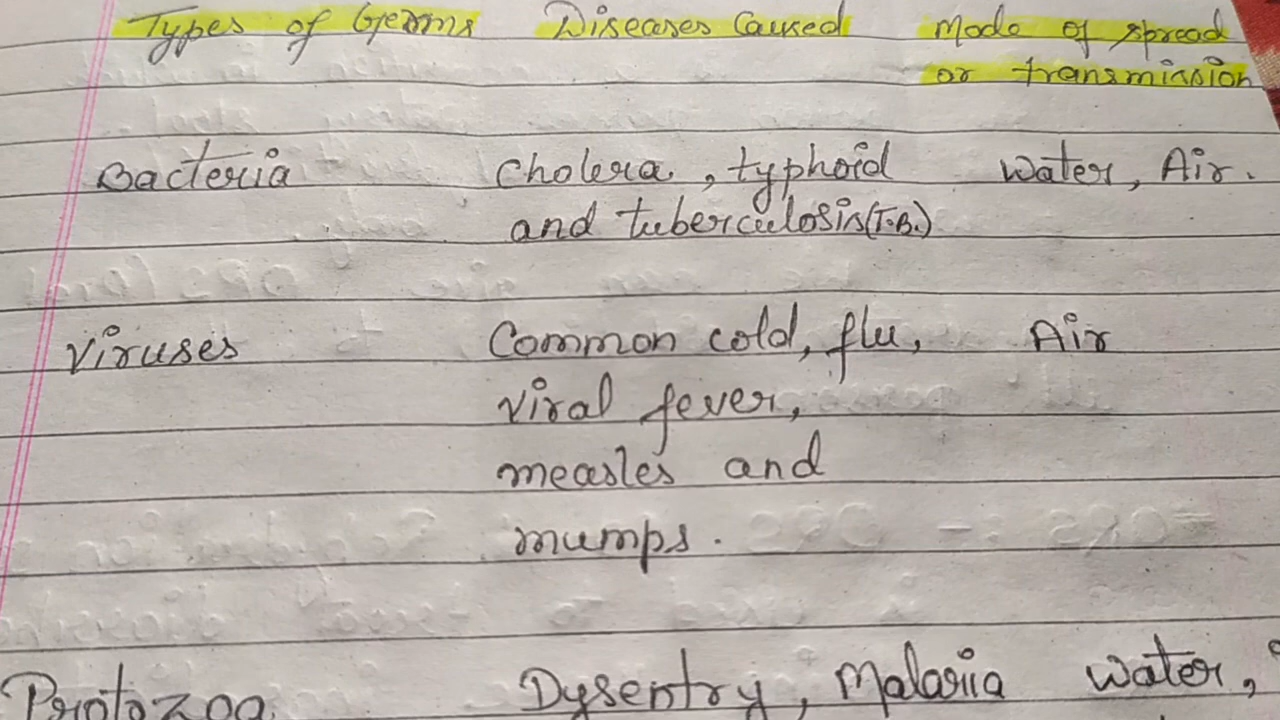 Types of Germs Diseases Caused Mode of spread
or transmission
Bacteria Cholera, typhoid Water, Air.
and tuberculosis(T.B.)
Viruses Common cold, flu, Air
viral fever,
measles and
mumps.
Protozoa Dysentry, Malaria Water,